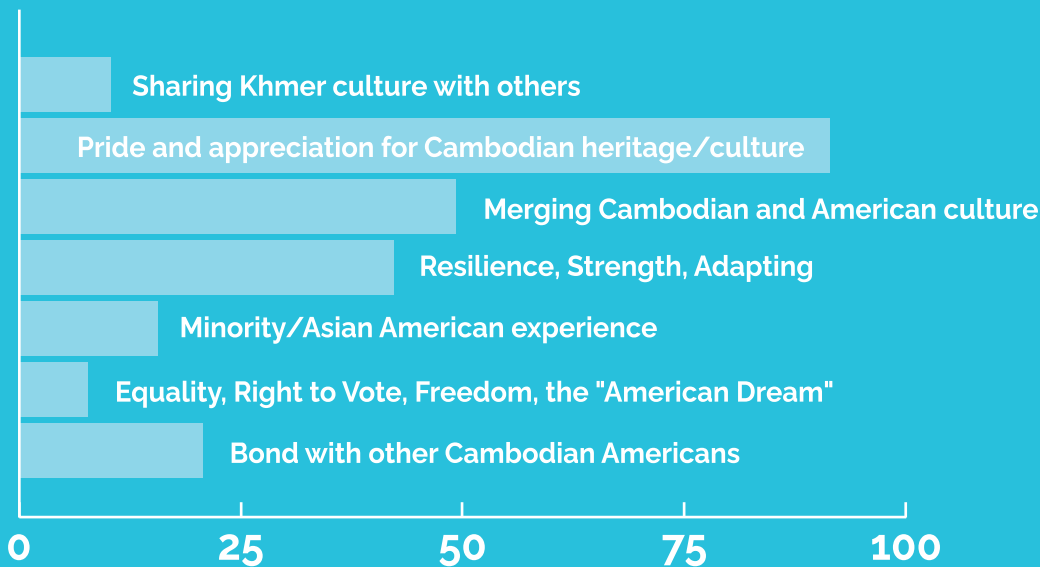 Sharing Khmer culture with others
Pride and appreciation for Cambodian heritage/culture
Merging Cambodian and American culture
Resilience, Strength, Adapting
Minority/Asian American experience
Equality, Right to Vote, Freedom, the "American Dream"
Bond with other Cambodian Americans
0 25 50 75 100